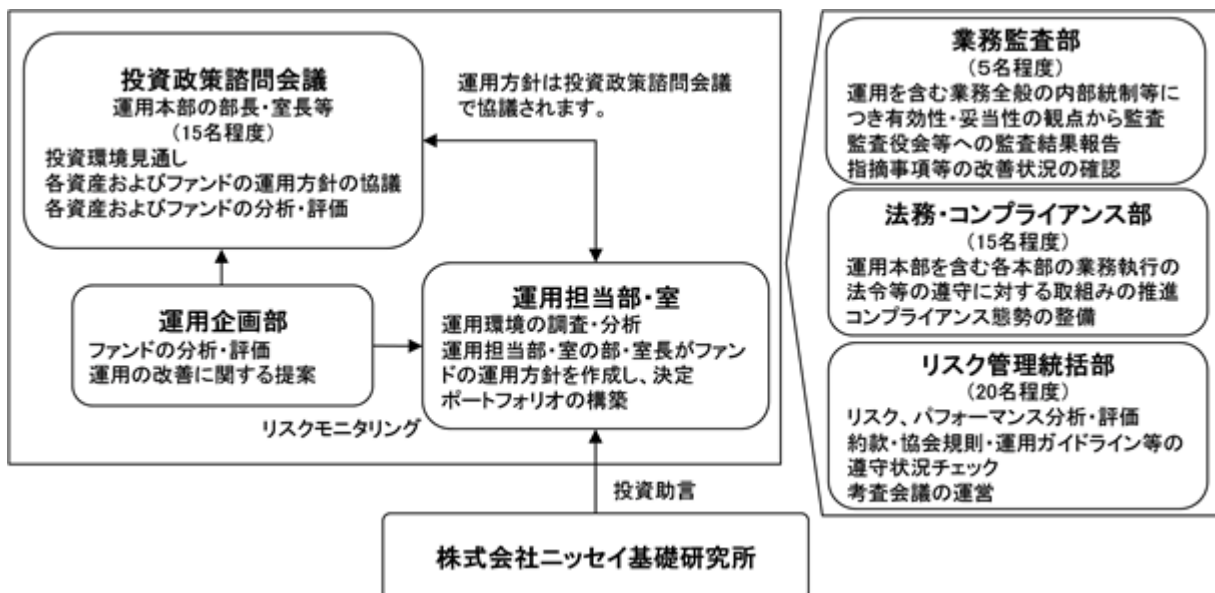 投資政策諮問会議
運用本部の部長・室長等
(15名程度)
投資環境見通し
各資産およびファンドの運用方針の協議
各資産およびファンドの分析・評価
運用方針は投資政策諮問会議
で協議されます。
運用企画部
ファンドの分析・評価
運用の改善に関する提案
リスクモニタリング
運用担当部・室
運用環境の調査・分析
運用担当部・室の部・室長がファン
ドの運用方針を作成し、決定
ポートフォリオの構築
投資助言
株式会社ニッセイ基礎研究所
業務監査部
(5名程度)
運用を含む業務全般の内部統制等に
つき有効性・妥当性の観点から監査
監査役会等への監査結果報告
指摘事項等の改善状況の確認
法務・コンプライアンス部
(15名程度)
運用本部を含む各本部の業務執行の
法令等の遵守に対する取組みの推進
コンプライアンス態勢の整備
リスク管理統括部
(20名程度)
リスク、パフォーマンス分析・評価
約款・協会規則・運用ガイドライン等の
遵守状況チェック
考査会議の運営